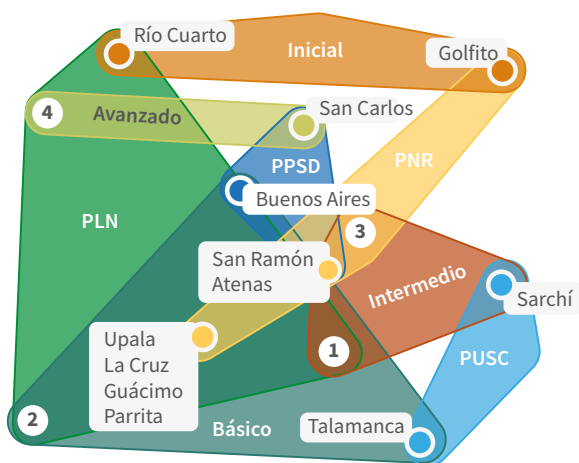 Río Cuarto
Inicial
Golfito
4
Avanzado
San Carlos
PPSD
PNR
Buenos Aires
PLN
3
San Ramón
Atenas
Intermedio
Sarchí
Upala
La Cruz
Guácimo
Parrita
1
PUSC
2
Básico
Talamanca